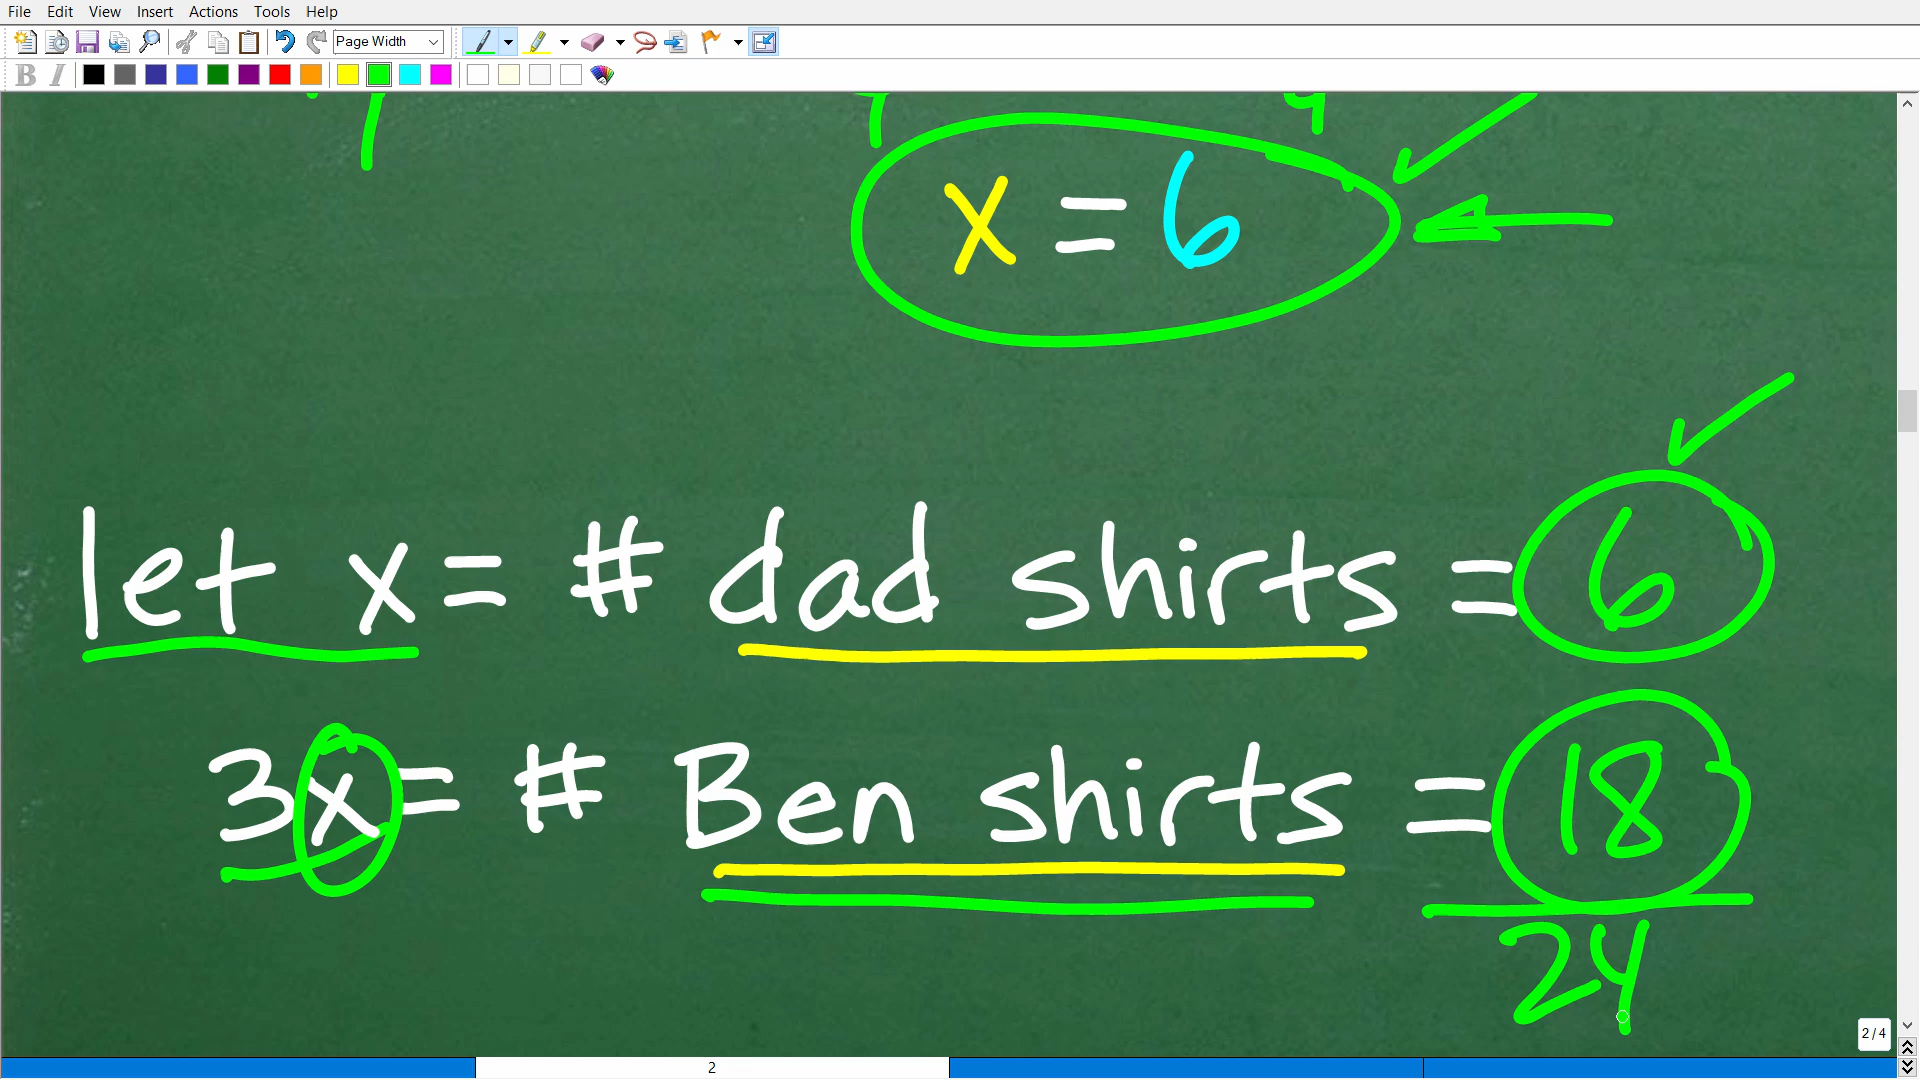 File Edit View Insert Actions Tools Help
Page Width
B I
x = 6
let x = # dad shirts = 6
3x = # Ben shirts = 18
24
2 / 4
2